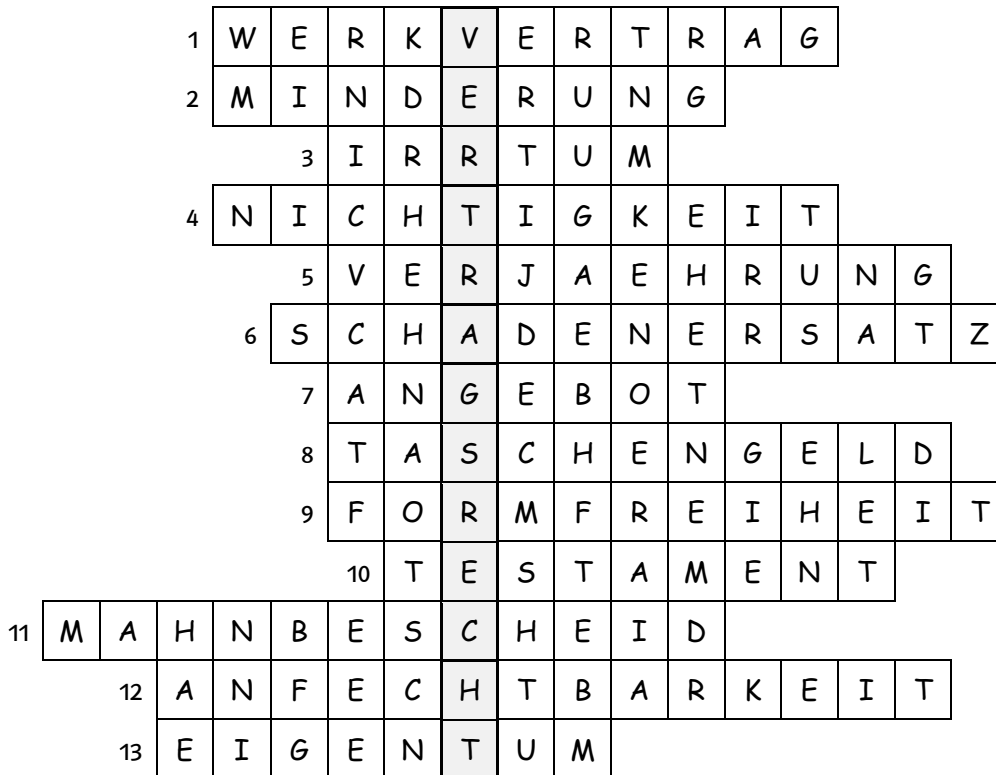 1 WERKVERTRAG
2 MINDERUNG
3 IRRTUM
4 NICHTIGKEIT
5 VERJAEHRUNG
6 SCHADENERSATZ
7 ANGEBOT
8 TASCHENGELD
9 FORMFREIHEIT
10 TESTAMENT
11 MAHNBESCHEID
12 ANFECHTBARKEIT
13 EIGENTUM